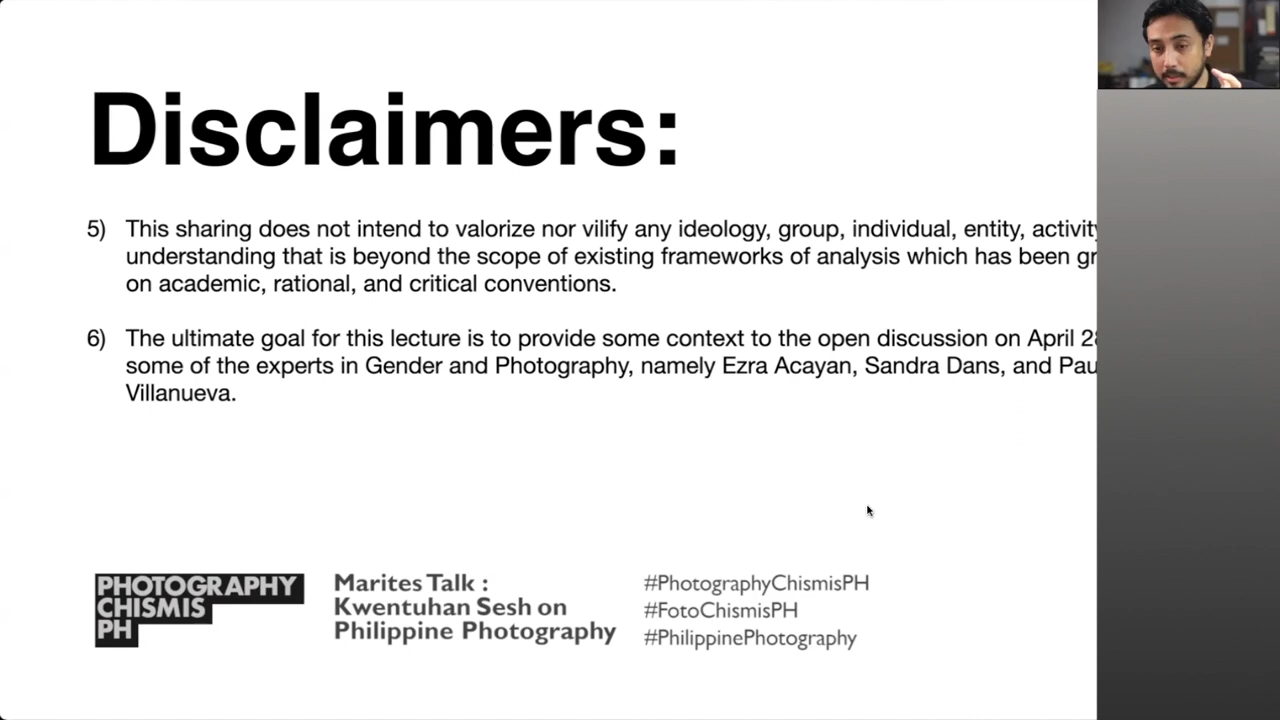 Disclaimers:
5) This sharing does not intend to valorize nor vilify any ideology, group, individual, entity, activity
understanding that is beyond the scope of existing frameworks of analysis which has been
on academic, rational, and critical conventions.
6) The ultimate goal for this lecture is to provide some context to the open discussion on April
some of the experts in Gender and Photography, namely Ezra Acayan, Sandra Dans, and
Villanueva.
PHOTOGRAPHY
CHISMIS
PH
Marites Talk :
Kwentuhan Sesh on
Philippine Photography
#PhotographyChismisPH
#FotoChismisPH
#PhilippinePhotography